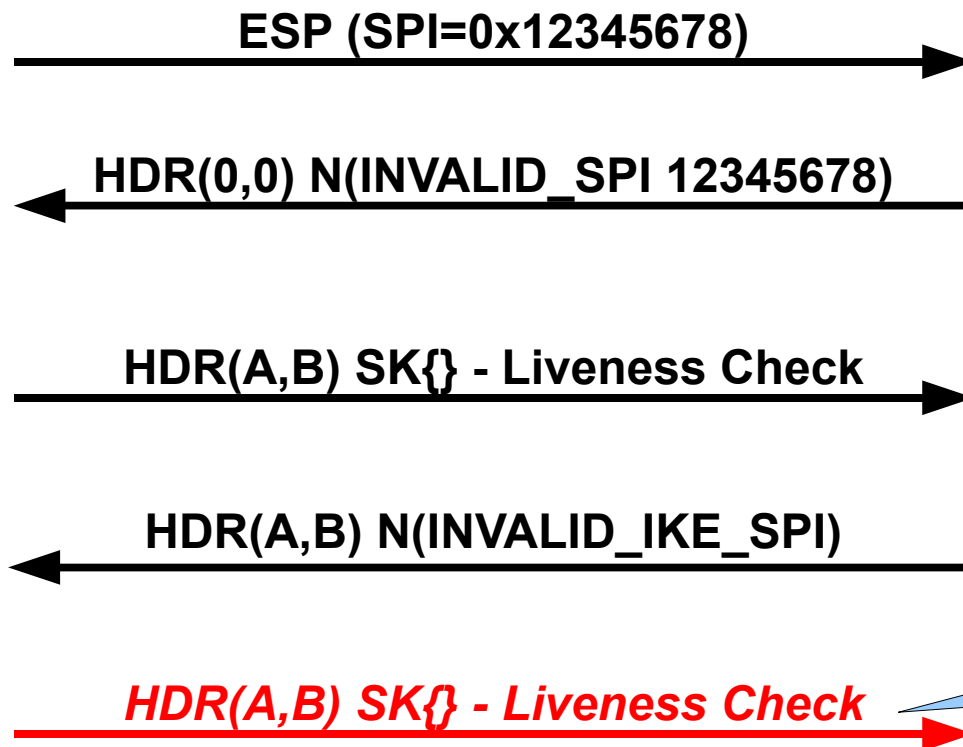 ESP (SPI=0x12345678)
HDR(0,0) N(INVALID_SPI 12345678)
HDR(A,B) SK{} - Liveness Check
HDR(A,B) N(INVALID_IKE_SPI)
HDR(A,B) SK{} - Liveness Check